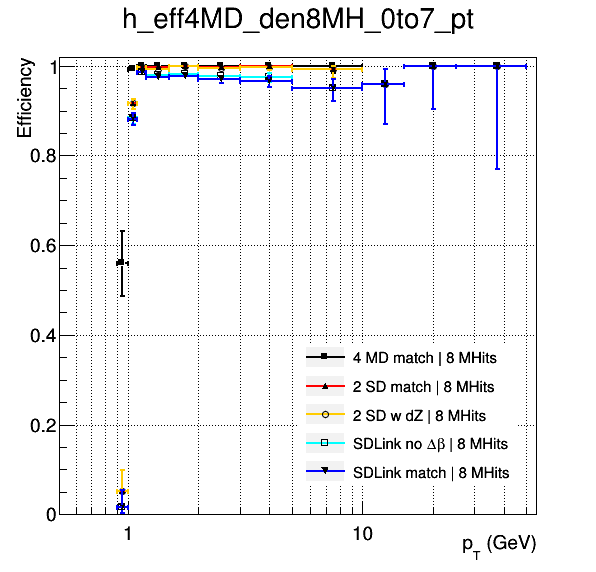 h_eff4MD_den8MH_0to7_pt
Efficiency
1
0.8
0.6
0.4
0.2
0
4 MD match | 8 MHits
2 SD match | 8 MHits
2 SD w dZ | 8 MHits
SDLink no Δβ | 8 MHits
SDLink match | 8 MHits
1 10
p_T (GeV)